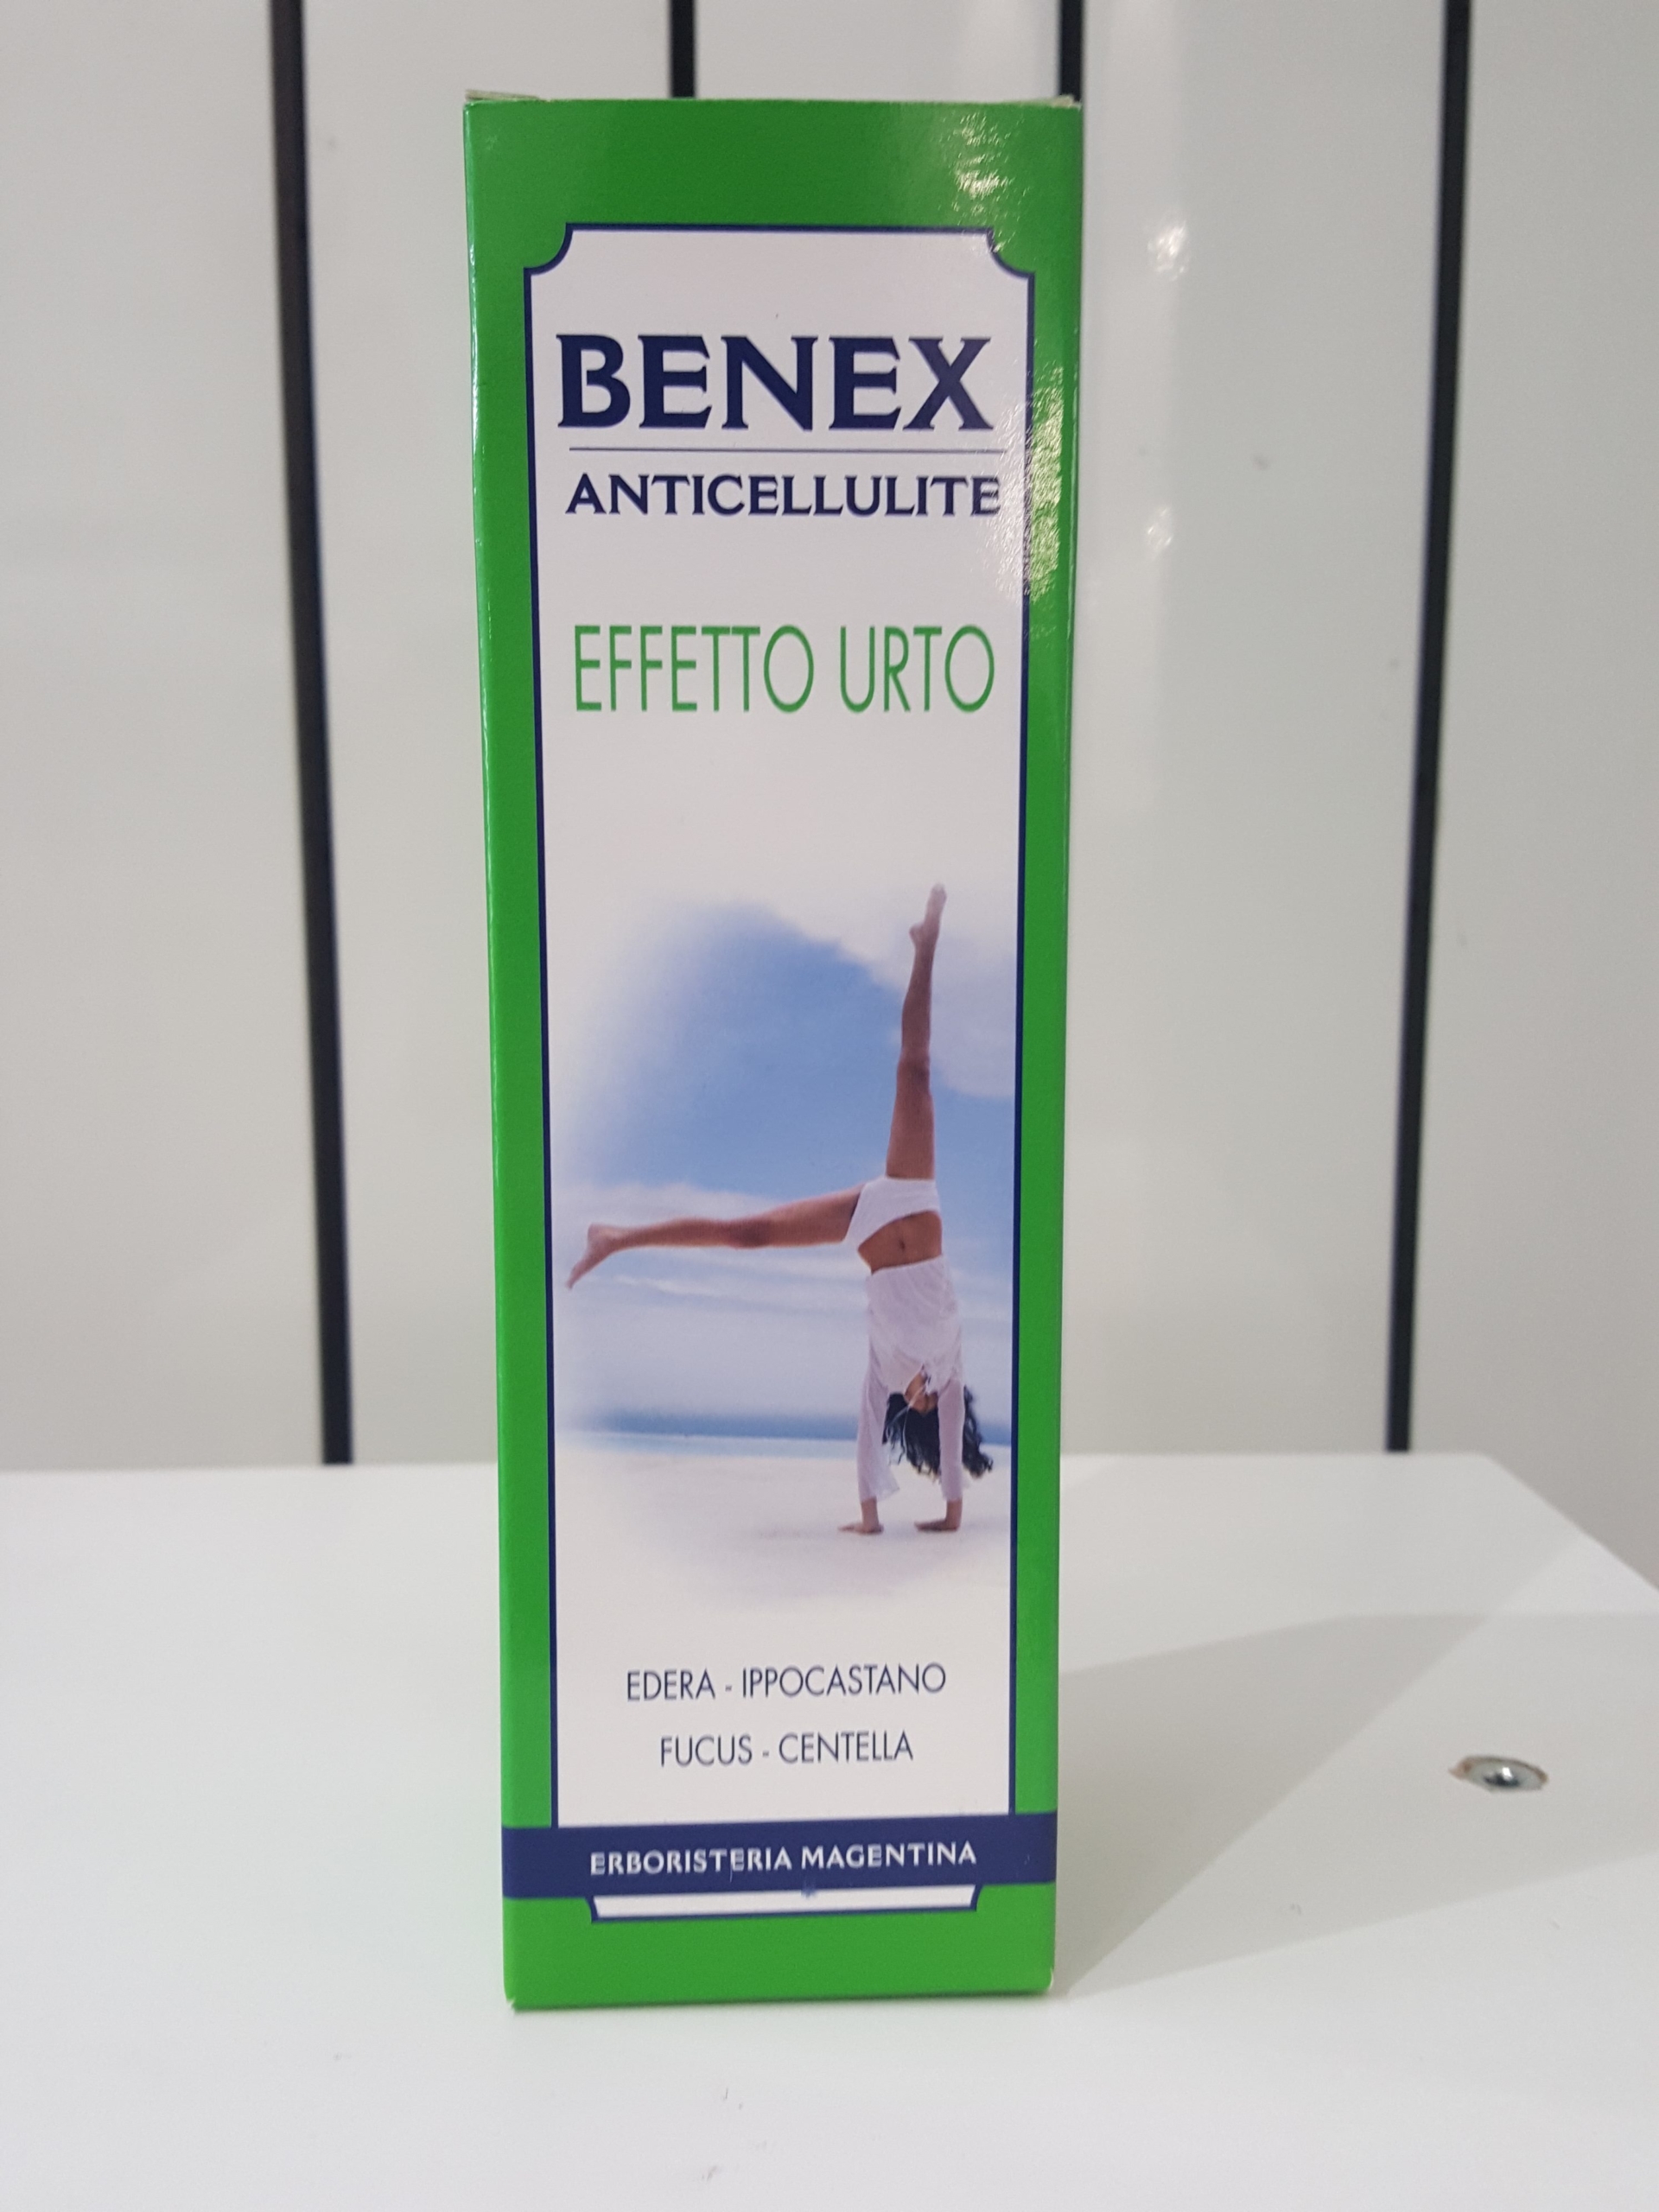 BENEX
ANTICELLULITE
EFFETTO URTO
EDERA - IPPOCASTANO
FUCUS - CENTELLA
ERBORISTERIA MAGENTINA